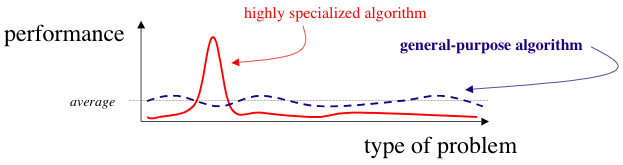 highly specialized algorithm
performance
general-purpose algorithm
average
type of problem